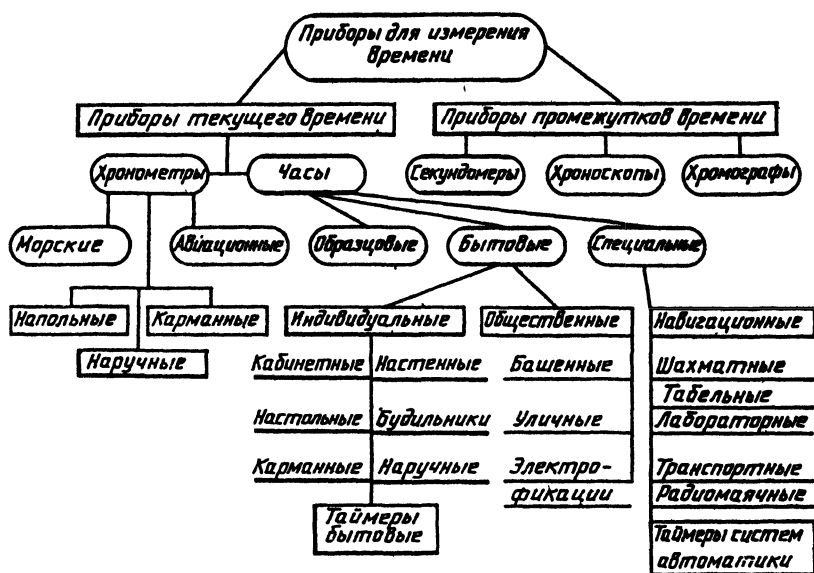 Приборы для измерения
времени
Приборы текущего времени
Приборы промежутков времени
Хронометры
Часы
Секундомеры
Хроноскопы
Хромографы
Морские
Авиационные
Образцовые
Бытовые
Специальные
Напольные
Карманные
Наручные
Индивидуальные
Общественные
Навигационные
Кабинетные
Настенные
Башенные
Шахматные
Табельные
Настольные
Будильники
Уличные
Лабораторные
Карманные
Наручные
Электро-
фикации
Транспортные
Радиомаячные
Таймеры
бытовые
Таймеры систем
автоматики